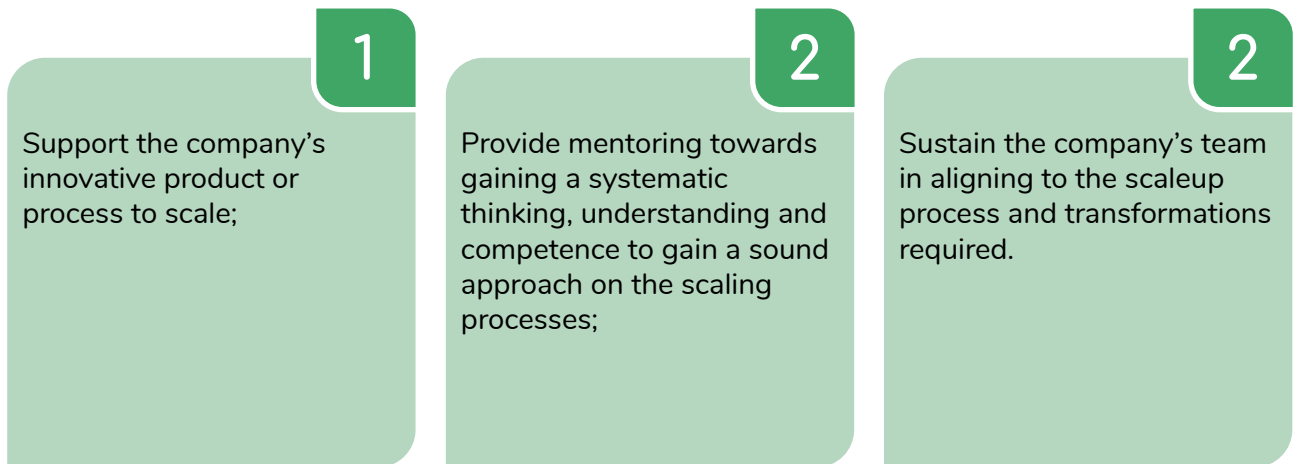 1
Support the company’s
innovative product or
process to scale;
2
Provide mentoring towards
gaining a systematic
thinking, understanding and
competence to gain a sound
approach on the scaling
processes;
2
Sustain the company’s team
in aligning to the scaleup
process and transformations
required.